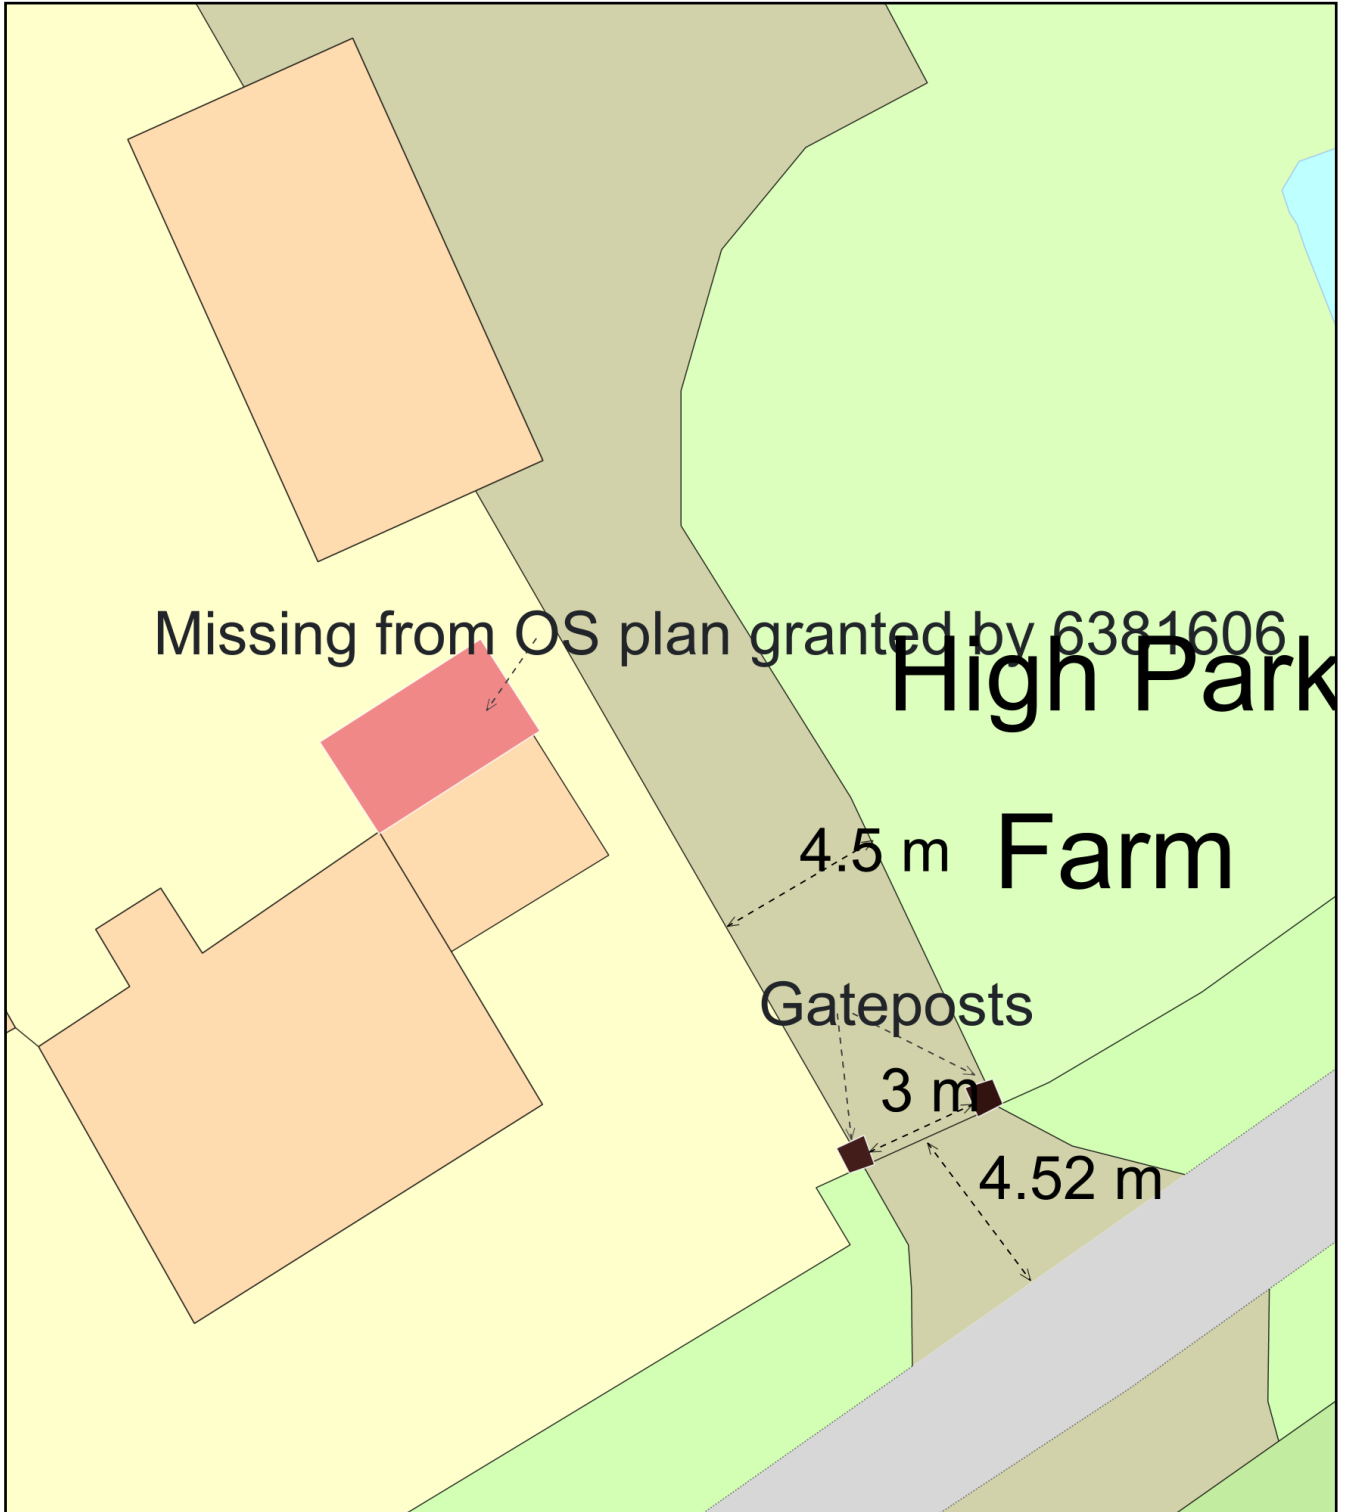 Missing from OS plan granted by 6381606
High Park
Farm
4.5 m
Gateposts
3 m
4.52 m